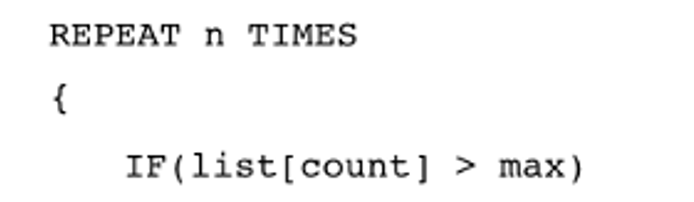 REPEAT n TIMES
{
IF(list[count] > max)